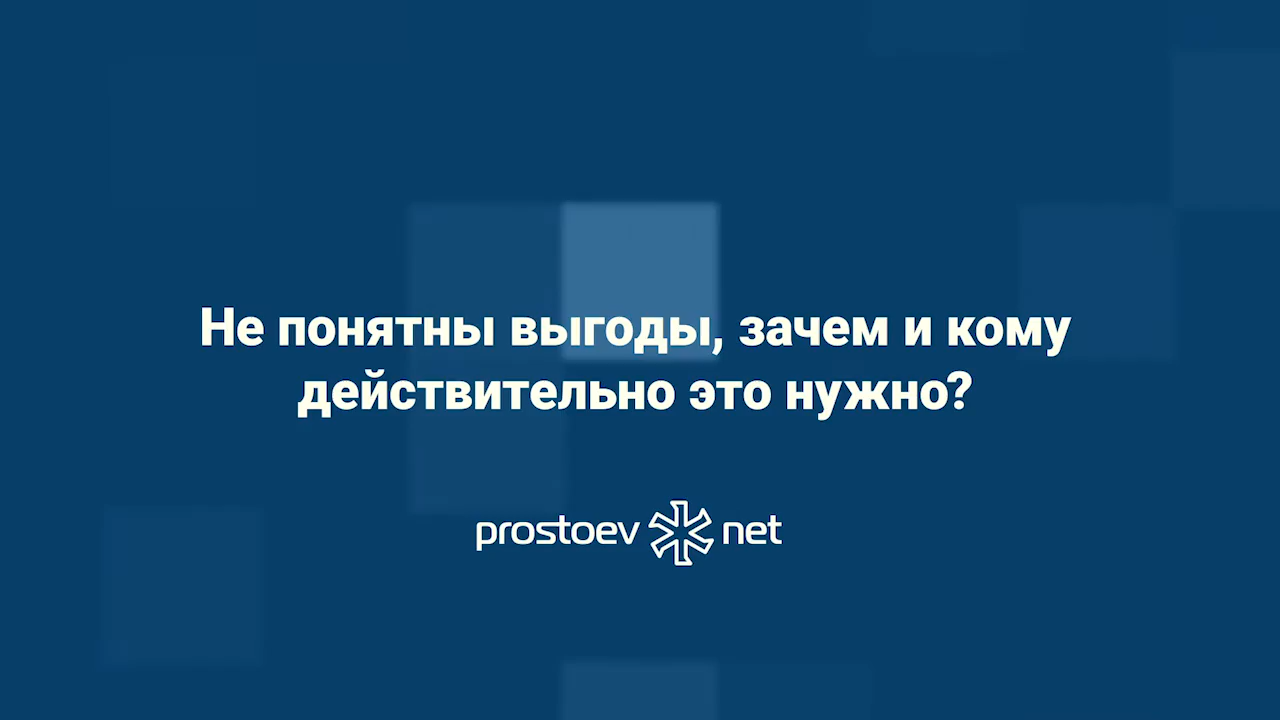 Не понятны выгоды, зачем и кому
действительно это нужно?
prostoev net